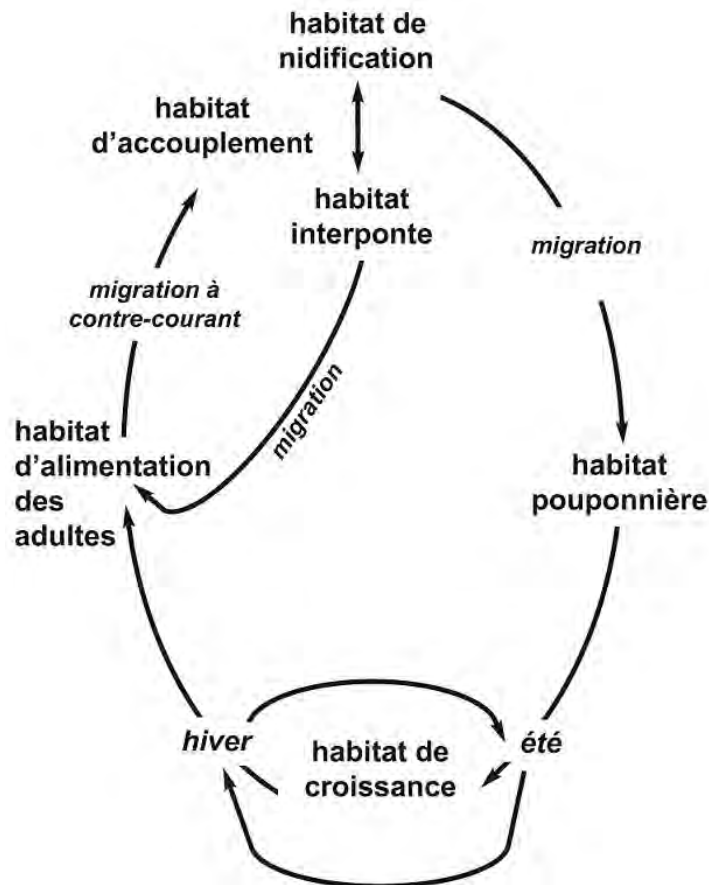 habitat de
nidification
habitat
d'accouplement
habitat
interponte
migration
migration à
contre-courant
migration
habitat
d'alimentation
des
adultes
habitat
pouponnière
hiver
habitat de
croissance
été